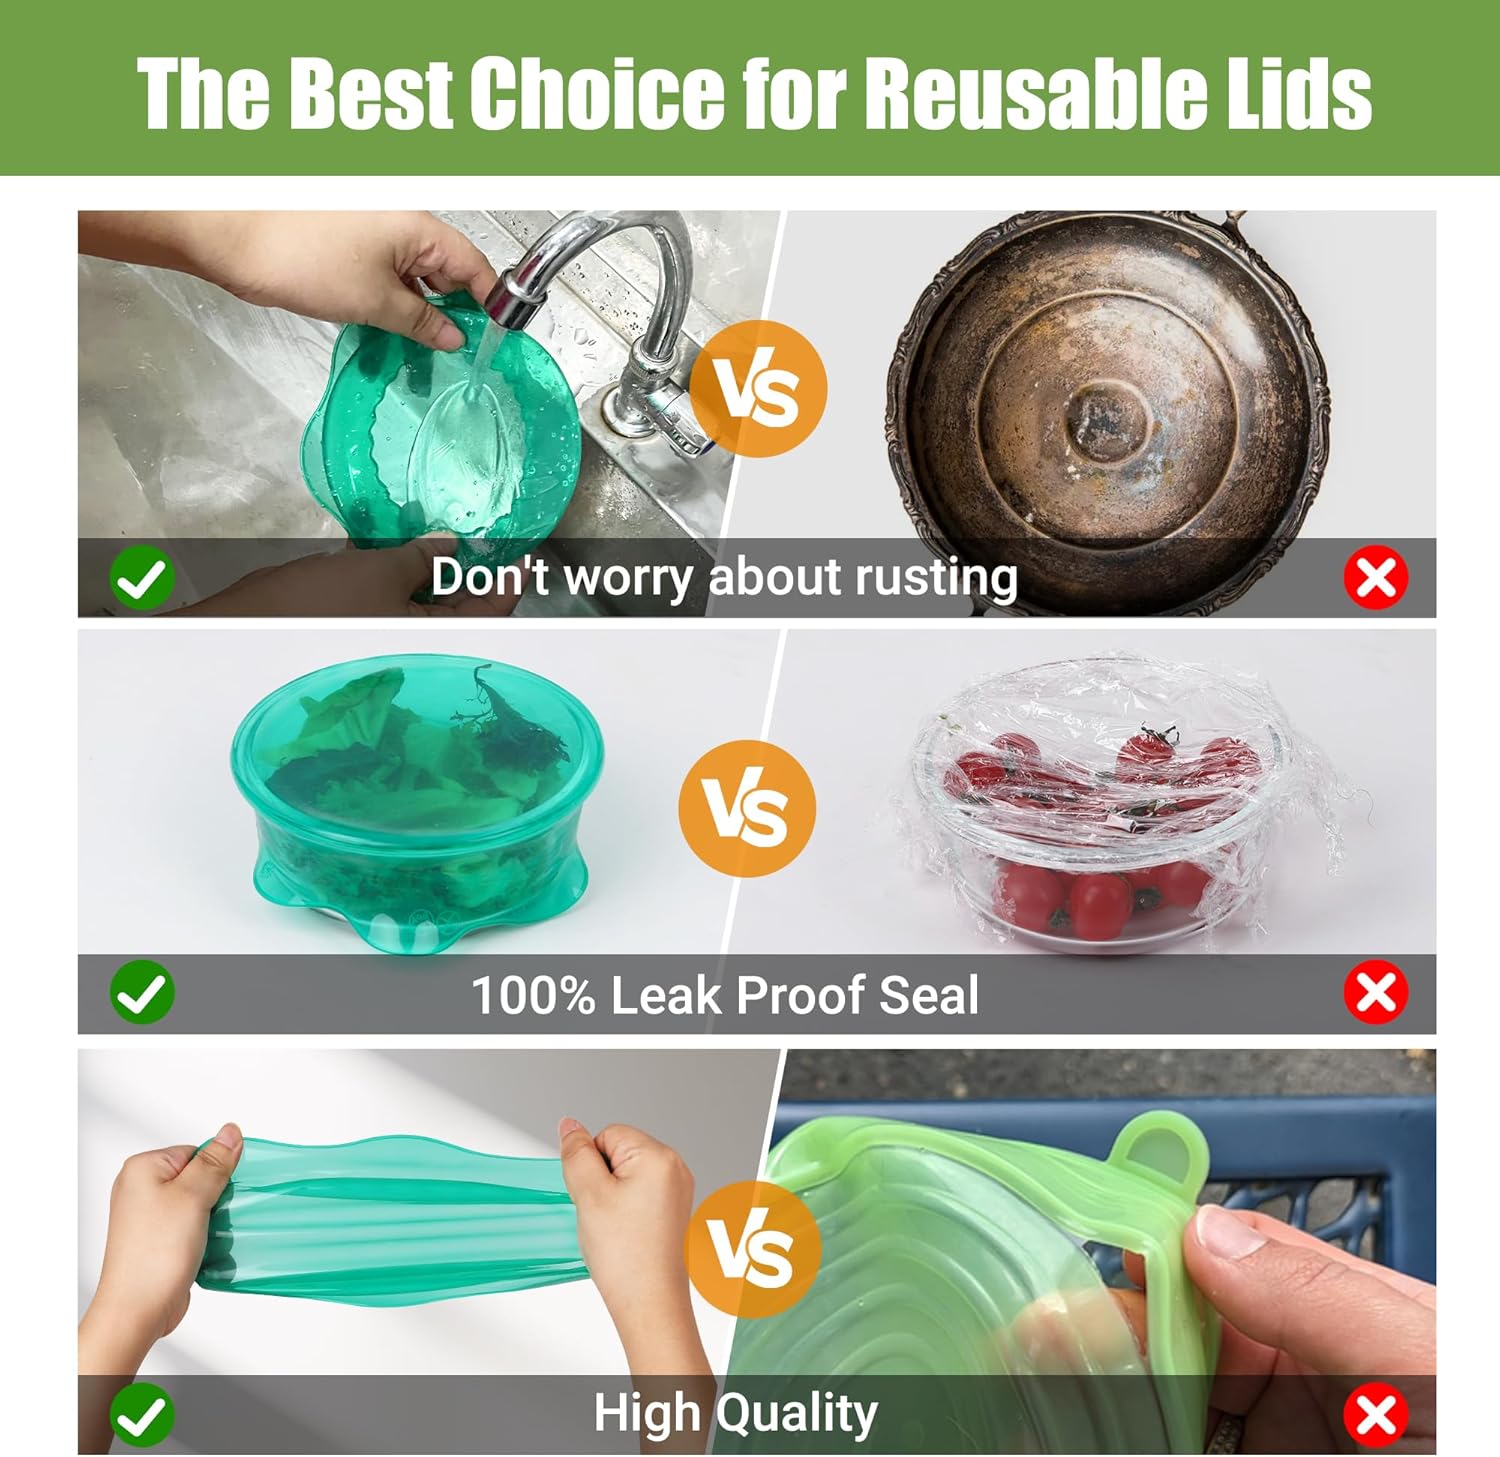 The Best Choice for Reusable Lids
VS
Don't worry about rusting
VS
100% Leak Proof Seal
VS
High Quality